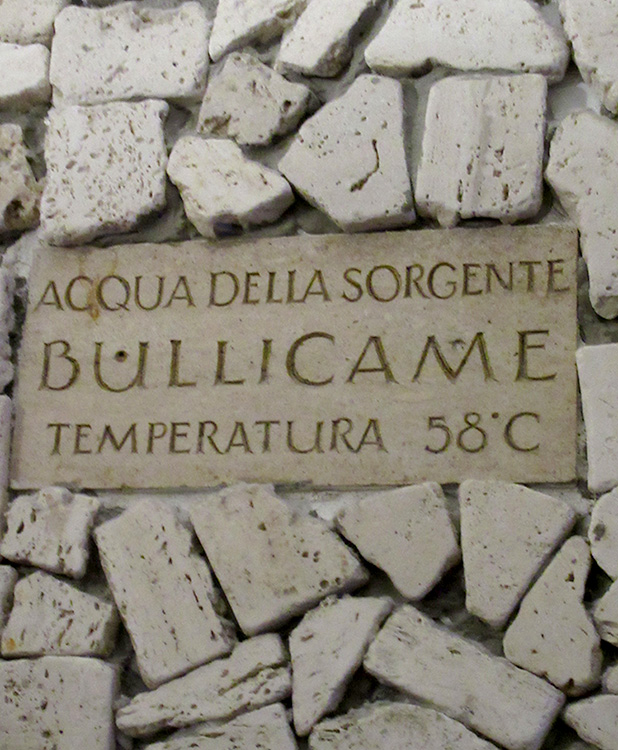 ACQUA DELLA SORGENTE
BULLICAME
TEMPERATURA 58°C